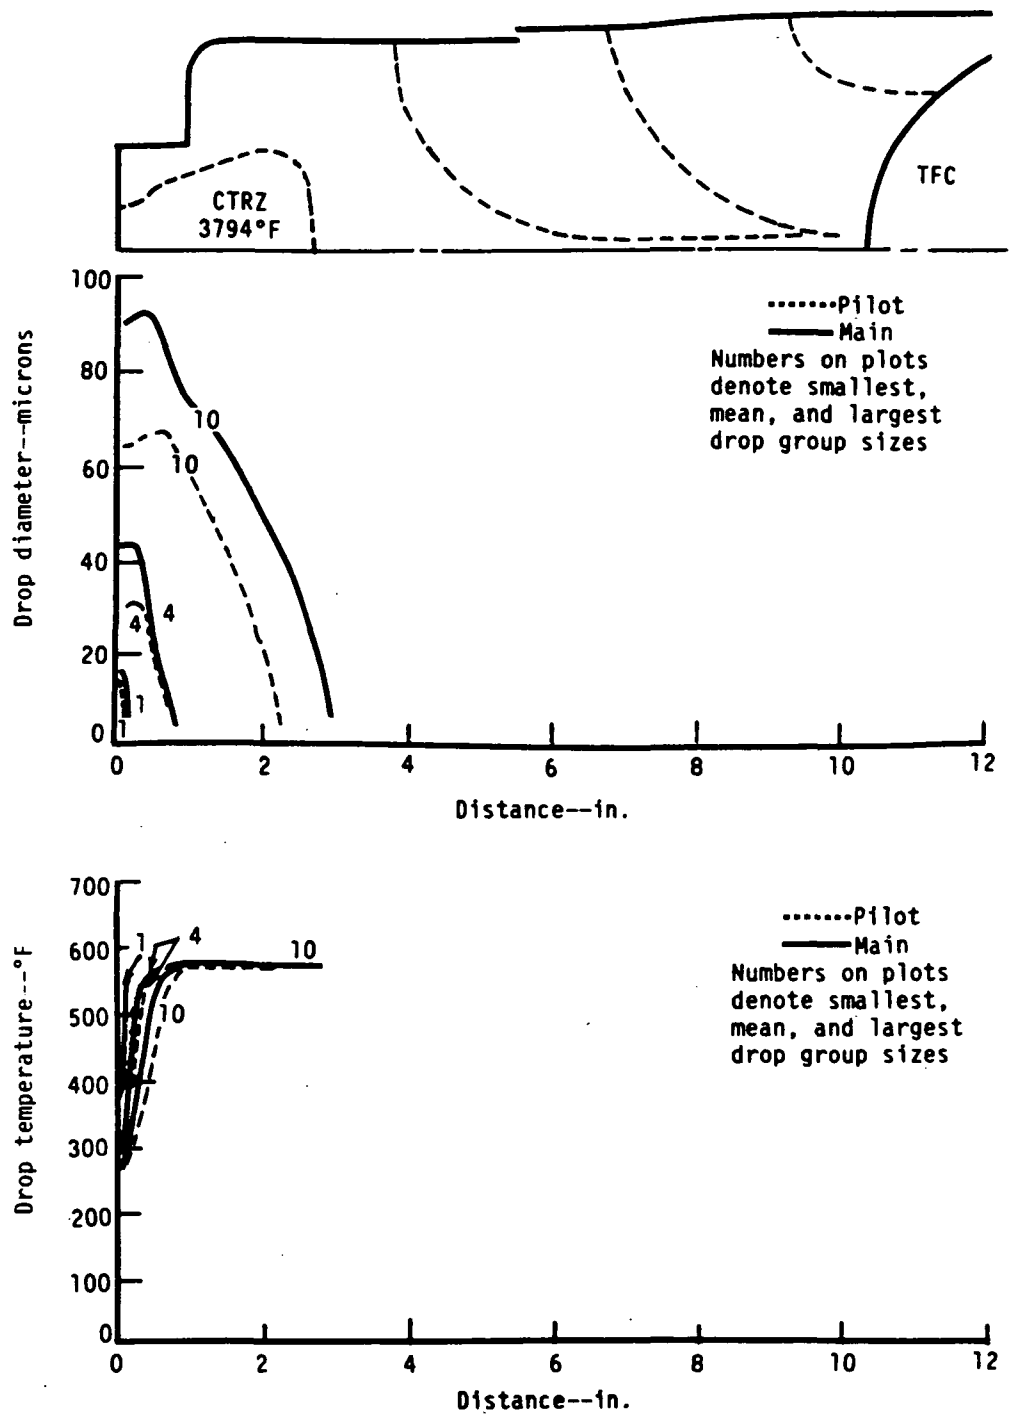 CTRZ
3794°F
TFC
Drop diameter--microns
100
80
60
40
20
0
Pilot
Main
Numbers on plots
denote smallest,
mean, and largest
drop group sizes
10
10
4
4
1
1
0 2 4 6 8 10 12
Distance--in.
Drop temperature--°F
700
600
500
400
300
200
100
0
Pilot
Main
Numbers on plots
denote smallest,
mean, and largest
drop group sizes
1
4
10
10
0 2 4 6 8 10 12
Distance--in.